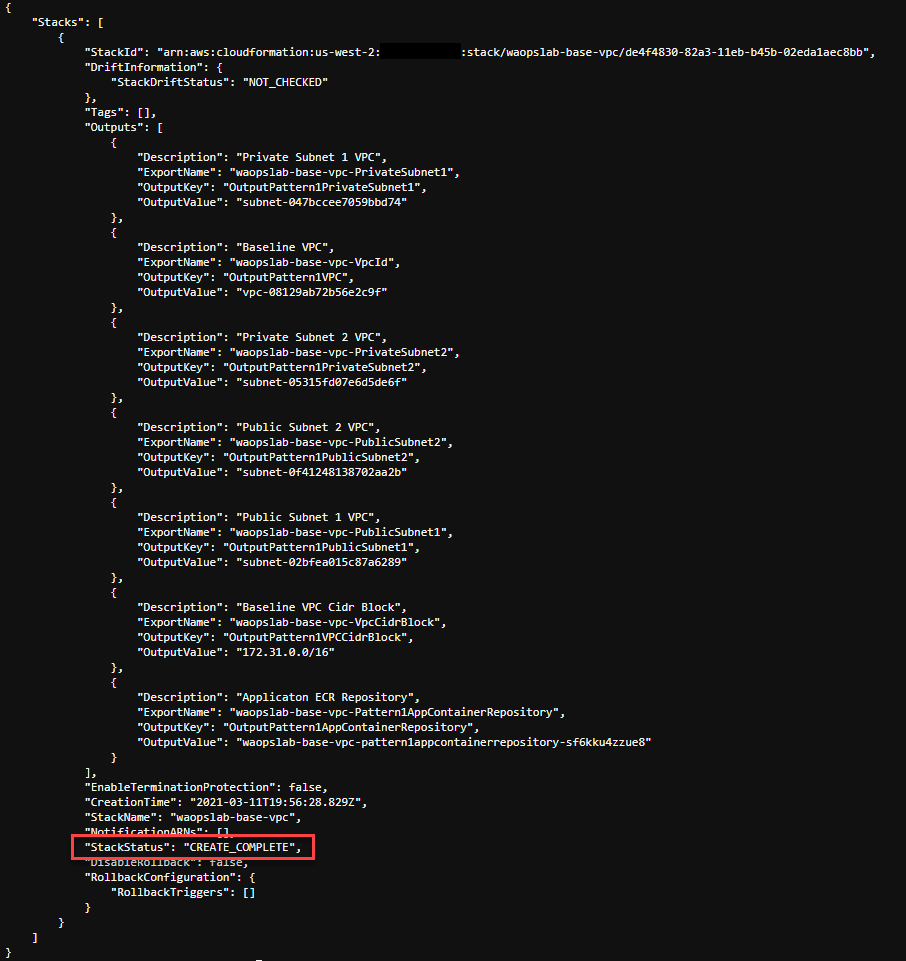 {
"Stacks": [
{
"StackId": "arn:aws:cloudformation:us-west-2: :stack/waopslab-base-vpc/de4f4830-82a3-11eb-b45b-02eda1aec8bb",
"DriftInformation": {
"StackDriftStatus": "NOT_CHECKED"
},
"Tags": [],
"Outputs": [
{
"Description": "Private Subnet 1 VPC",
"ExportName": "waopslab-base-vpc-PrivateSubnet1",
"OutputKey": "OutputPattern1PrivateSubnet1",
"OutputValue": "subnet-047bccee7059bbd74"
},
{
"Description": "Baseline VPC",
"ExportName": "waopslab-base-vpc-VpcId",
"OutputKey": "OutputPattern1VPC",
"OutputValue": "vpc-08129ab72b56e2c9f"
},
{
"Description": "Private Subnet 2 VPC",
"ExportName": "waopslab-base-vpc-PrivateSubnet2",
"OutputKey": "OutputPattern1PrivateSubnet2",
"OutputValue": "subnet-05315fd07e6d5de6f"
},
{
"Description": "Public Subnet 2 VPC",
"ExportName": "waopslab-base-vpc-PublicSubnet2",
"OutputKey": "OutputPattern1PublicSubnet2",
"OutputValue": "subnet-0f41248138702aa2b"
},
{
"Description": "Public Subnet 1 VPC",
"ExportName": "waopslab-base-vpc-PublicSubnet1",
"OutputKey": "OutputPattern1PublicSubnet1",
"OutputValue": "subnet-02bfea015c87a6289"
},
{
"Description": "Baseline VPC Cidr Block",
"ExportName": "waopslab-base-vpc-VpcCidrBlock",
"OutputKey": "OutputPattern1VPCCidrBlock",
"OutputValue": "172.31.0.0/16"
},
{
"Description": "Applicaton ECR Repository",
"ExportName": "waopslab-base-vpc-Pattern1AppContainerRepository",
"OutputKey": "OutputPattern1AppContainerRepository",
"OutputValue": "waopslab-base-vpc-pattern1appcontainerrepository-sf6kku4zzue8"
}
],
"EnableTerminationProtection": false,
"CreationTime": "2021-03-11T19:56:28.829Z",
"StackName": "waopslab-base-vpc",
"NotificationARNs": [],
"StackStatus": "CREATE_COMPLETE",
"DisableRollback": false,
"RollbackConfiguration": {
"RollbackTriggers": []
}
}
]
}